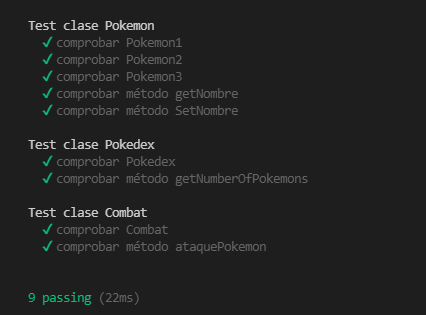 Test clase Pokemon
✓ comprobar Pokemon1
✓ comprobar Pokemon2
✓ comprobar Pokemon3
✓ comprobar método getNombre
✓ comprobar método SetNombre
Test clase Pokedex
✓ comprobar Pokedex
✓ comprobar método getNumberOfPokemons
Test clase Combat
✓ comprobar Combat
✓ comprobar método ataquePokemon
9 passing (22ms)